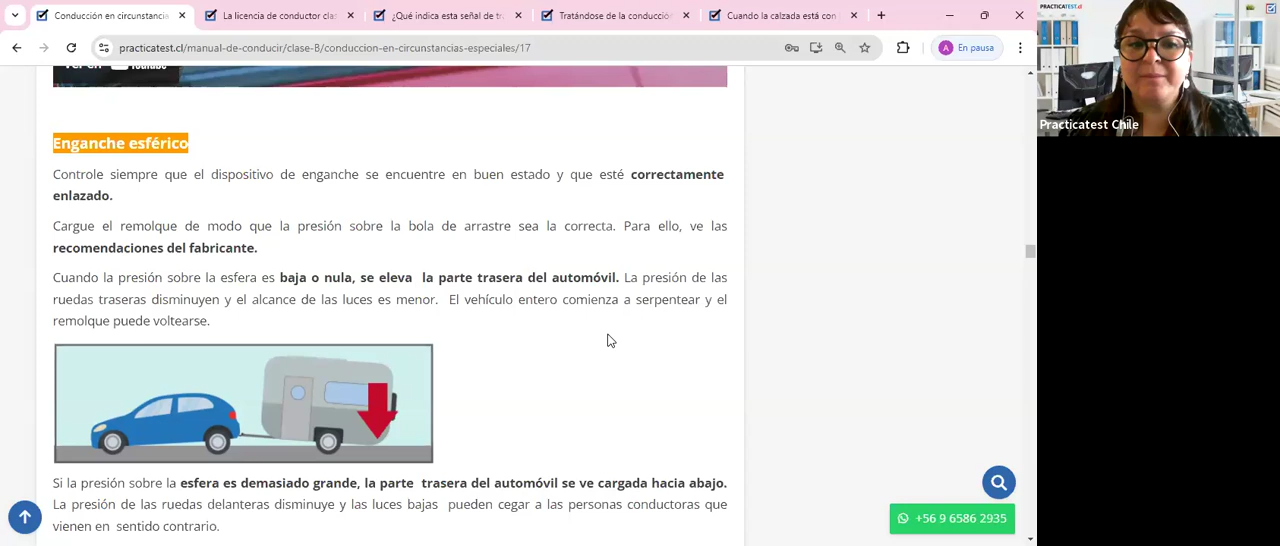 Conducción en circunstancia
La licencia de conductor clas
¿Qué indica esta señal de tr
Tratándose de la conducció
Cuando la calzada está con
practicatest.cl/manual-de-conducir/clase-B/conduccion-en-circunstancias-especiales/17
A
En pausa
PRACTICATEST.cl
Practicatest Chile
Ver en YouTube
Enganche esférico
Controle siempre que el dispositivo de enganche se encuentre en buen estado y que esté correctamente
enlazado.
Cargue el remolque de modo que la presión sobre la bola de arrastre sea la correcta. Para ello, ve las
recomendaciones del fabricante.
Cuando la presión sobre la esfera es baja o nula, se eleva la parte trasera del automóvil. La presión de las
ruedas traseras disminuyen y el alcance de las luces es menor. El vehículo entero comienza a serpentear y el
remolque puede voltearse.
Si la presión sobre la esfera es demasiado grande, la parte trasera del automóvil se ve cargada hacia abajo.
La presión de las ruedas delanteras disminuye y las luces bajas pueden cegar a las personas conductoras que
vienen en sentido contrario.
+56 9 6586 2935